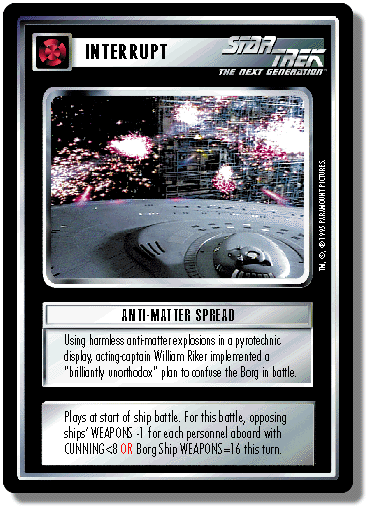 INTERRUPT
STAR TREK
THE NEXT GENERATION™
TM, ©, ® 1995 PARAMOUNT PICTURES.
ANTI-MATTER SPREAD
Using harmless anti-matter explosions in a pyrotechnic
display, acting-captain William Riker implemented a
"brilliantly unorthodox" plan to confuse the Borg in battle.
Plays at start of ship battle. For this battle, opposing
ships' WEAPONS -1 for each personnel aboard with
CUNNING<8 OR Borg Ship WEAPONS=16 this turn.